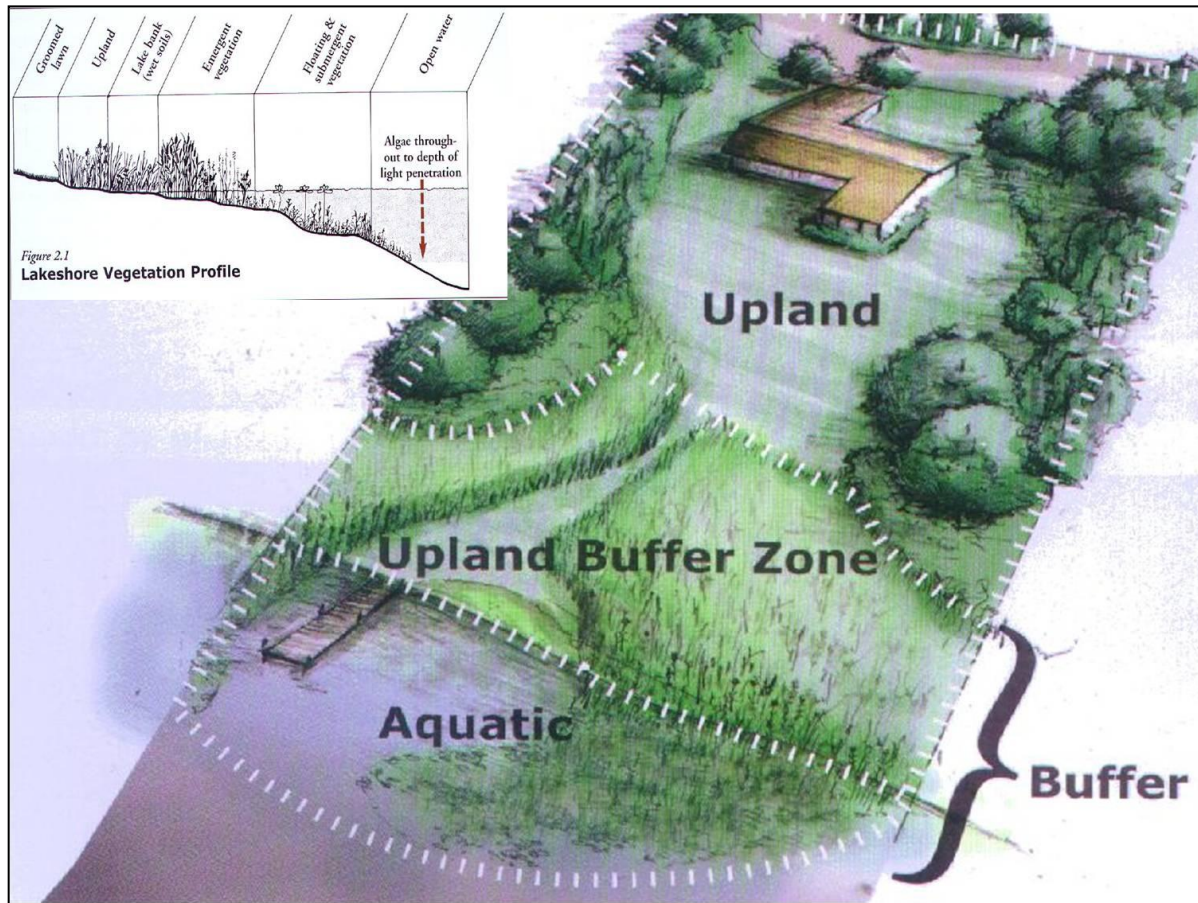 Groomed
lawn
Upland
Lake bank
(wet soils)
Emergent
vegetation
Floating &
submergent
vegetation
Open water
Algae through-
out to depth of
light penetration
Figure 2.1
Lakeshore Vegetation Profile
Upland
Upland Buffer Zone
Aquatic
Buffer